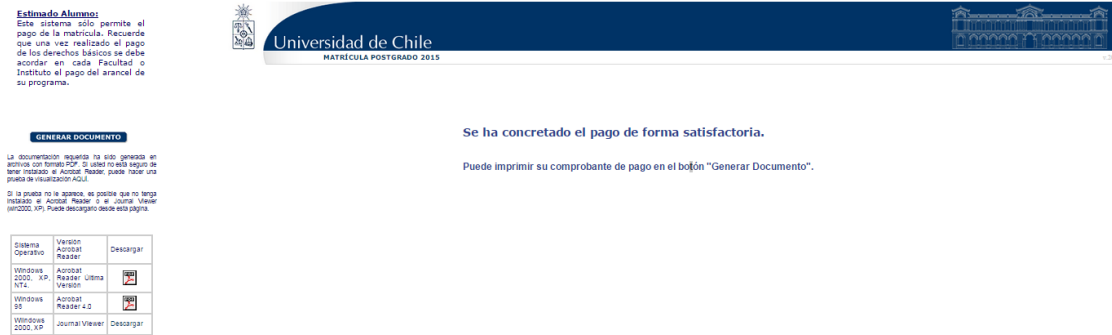 Estimado Alumno:
Este sistema sólo permite el
pago de la matrícula. Recuerde
que una vez realizado el pago
de los derechos básicos se debe
acordar en cada Facultad o
Instituto el pago del arancel de
su programa.
GENERAR DOCUMENTO
La documentación requerida ha sido generada en
archivos con formato PDF. Si usted no está seguro de
tener instalado el Acrobat Reader, puede hacer una
prueba de visualización AQUÍ.
Si la prueba no le aparece, es posible que no tenga
instalado el Acrobat Reader o el Journal Viewer
(win2000, XP). Puede descargarlo desde esta página.
Sistema Operativo Versión Acrobat Reader Descargar
Windows 2000, XP, NT4. Acrobat Reader Última Versión
Windows 98 Acrobat Reader 4.0
Windows 2000, XP Journal Viewer Descargar
Universidad de Chile
MATRÍCULA POSTGRADO 2015
Se ha concretado el pago de forma satisfactoria.
Puede imprimir su comprobante de pago en el botón "Generar Documento".